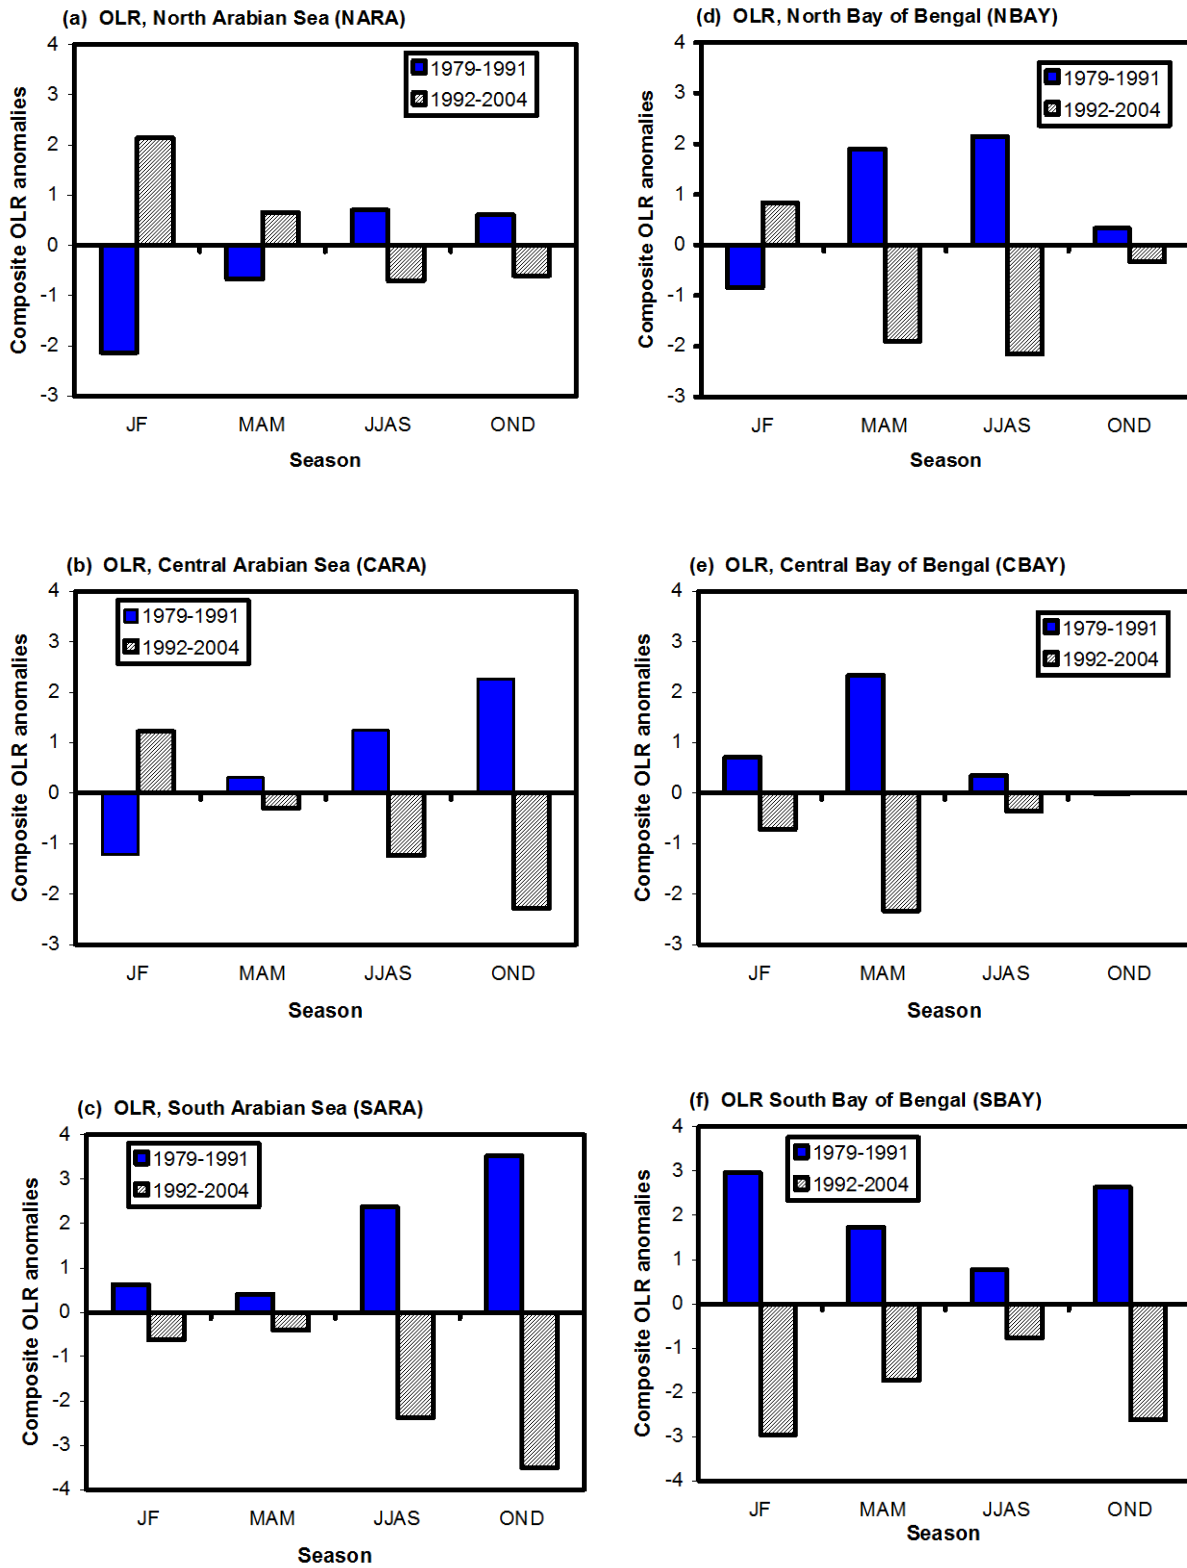 (a) OLR, North Arabian Sea (NARA)
Composite OLR anomalies
4
3
2
1
0
-1
-2
-3
1979-1991
1992-2004
JF MAM JJAS OND
Season
(d) OLR, North Bay of Bengal (NBAY)
Composite OLR anomalies
4
3
2
1
0
-1
-2
-3
1979-1991
1992-2004
JF MAM JJAS OND
Season
(b) OLR, Central Arabian Sea (CARA)
Composite OLR anomalies
4
3
2
1
0
-1
-2
-3
1979-1991
1992-2004
JF MAM JJAS OND
Season
(e) OLR, Central Bay of Bengal (CBAY)
Composite OLR anomalies
4
3
2
1
0
-1
-2
-3
1979-1991
1992-2004
JF MAM JJAS OND
Season
(c) OLR, South Arabian Sea (SARA)
Composite OLR anomalies
4
3
2
1
0
-1
-2
-3
-4
1979-1991
1992-2004
JF MAM JJAS OND
Season
(f) OLR South Bay of Bengal (SBAY)
Composite OLR anomalies
4
3
2
1
0
-1
-2
-3
-4
1979-1991
1992-2004
JF MAM JJAS OND
Season